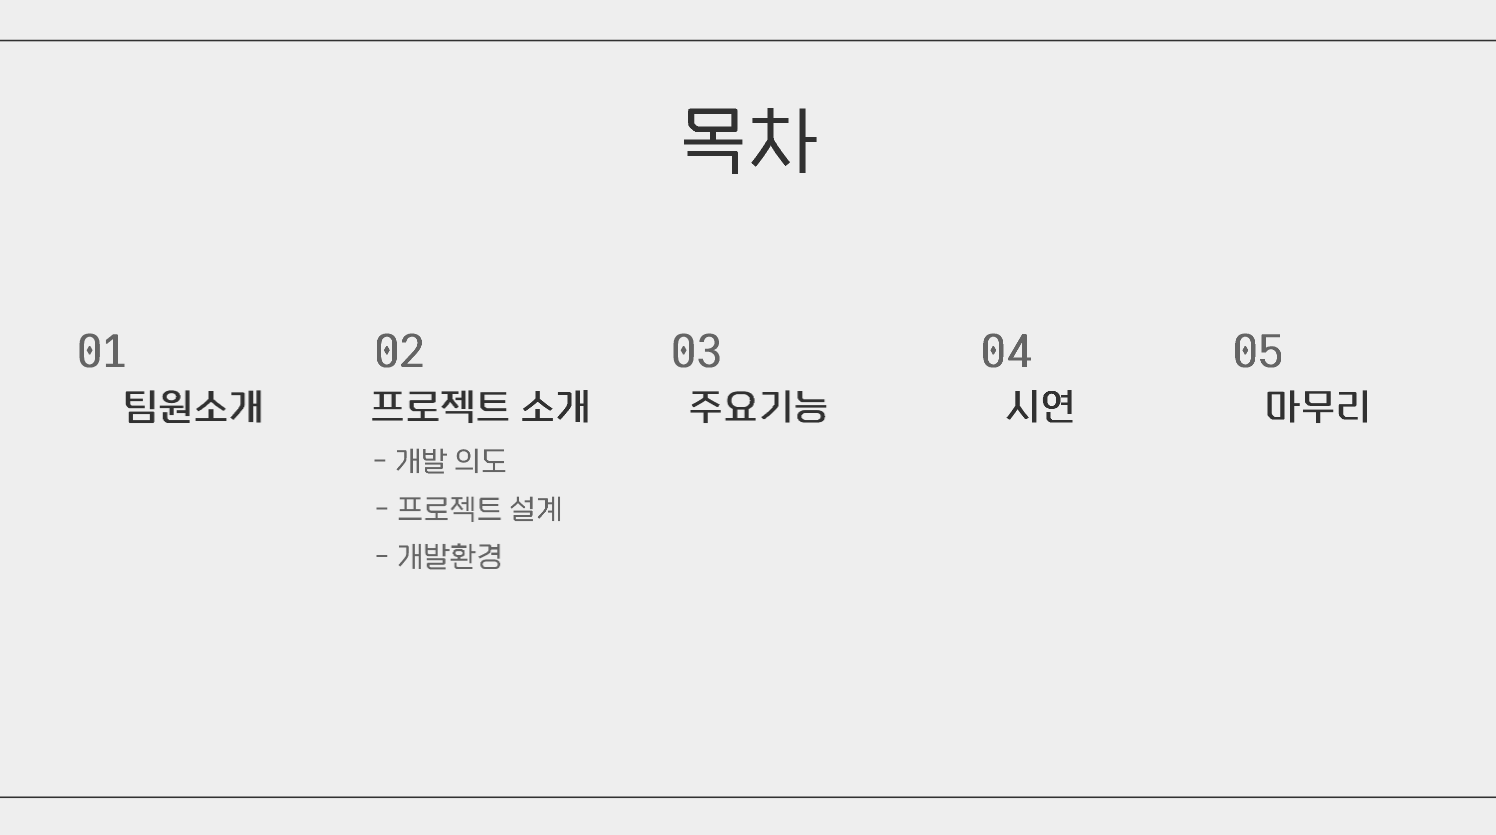 목차
01
팀원소개
02
프로젝트 소개
- 개발 의도
- 프로젝트 설계
- 개발환경
03
주요기능
04
시연
05
마무리